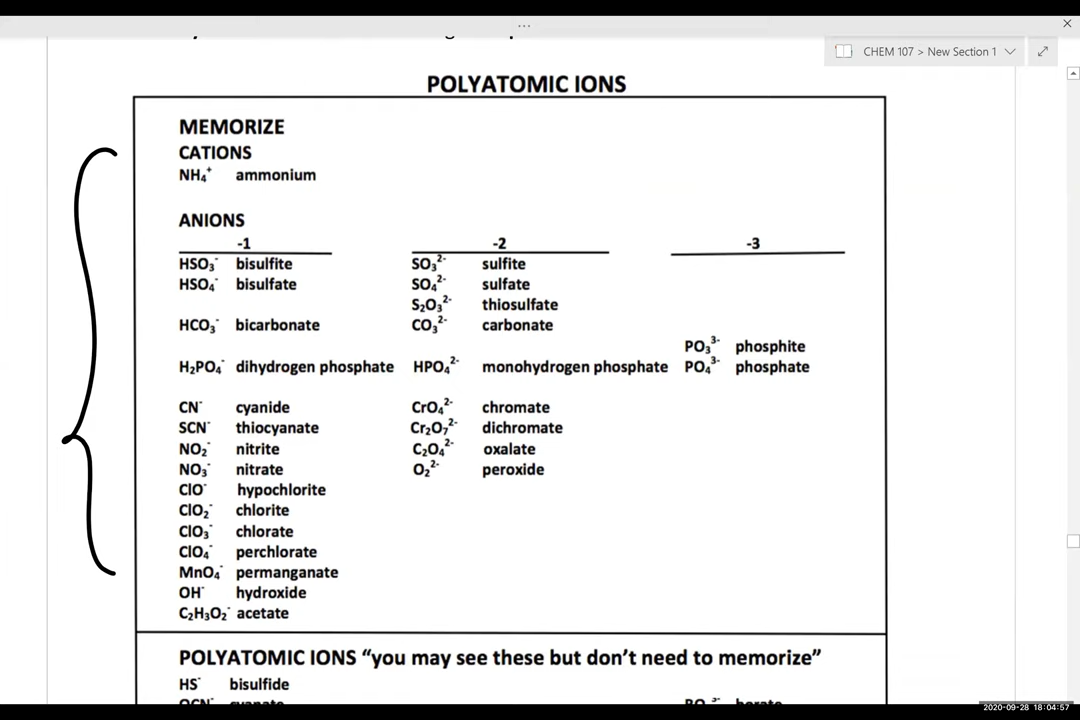 ...
CHEM 107 > New Section 1
POLYATOMIC IONS
MEMORIZE
CATIONS
NH₄⁺ ammonium
ANIONS
-1 -2 -3
HSO₃⁻ bisulfite SO₃²⁻ sulfite
HSO₄⁻ bisulfate SO₄²⁻ sulfate
S₂O₃²⁻ thiosulfate
HCO₃⁻ bicarbonate CO₃²⁻ carbonate
PO₃³⁻ phosphite
H₂PO₄⁻ dihydrogen phosphate HPO₄²⁻ monohydrogen phosphate PO₄³⁻ phosphate
CN⁻ cyanide CrO₄²⁻ chromate
SCN⁻ thiocyanate Cr₂O₇²⁻ dichromate
NO₂⁻ nitrite C₂O₄²⁻ oxalate
NO₃⁻ nitrate O₂²⁻ peroxide
ClO⁻ hypochlorite
ClO₂⁻ chlorite
ClO₃⁻ chlorate
ClO₄⁻ perchlorate
MnO₄⁻ permanganate
OH⁻ hydroxide
C₂H₃O₂⁻ acetate
POLYATOMIC IONS “you may see these but don’t need to memorize”
HS⁻ bisulfide
OCN⁻ cyanate borate
2020-09-28 18:04:57